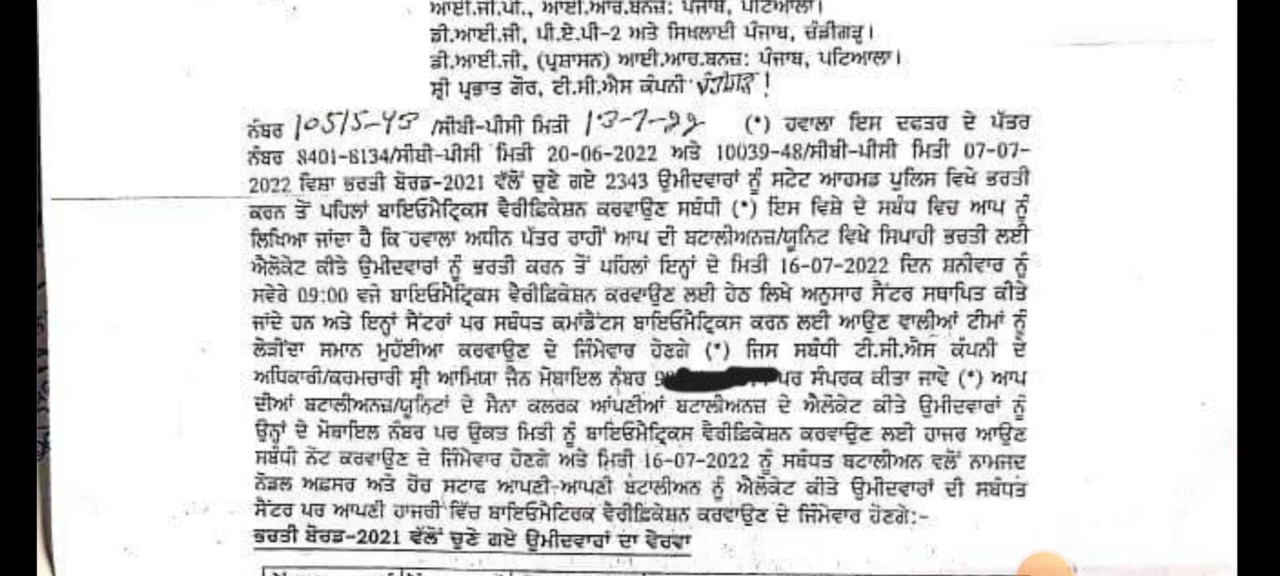 ਆਈ.ਜੀ.ਪੀ., ਆਈ.ਆਰ.ਬਨਜ਼: ਪੰਜਾਬ, ਪਟਿਆਲਾ।
ਡੀ.ਆਈ.ਜੀ, ਪੀ.ਏ.ਪੀ-2 ਅਤੇ ਸਿਖਲਾਈ ਪੰਜਾਬ, ਚੰਡੀਗੜ੍ਹ।
ਡੀ.ਆਈ.ਜੀ, (ਪ੍ਰਸ਼ਾਸਨ) ਆਈ.ਆਰ.ਬਨਜ਼: ਪੰਜਾਬ, ਪਟਿਆਲਾ।
ਸ਼੍ਰੀ ਪ੍ਰਭਾਤ ਗੌਰ, ਟੀ.ਸੀ.ਐਸ ਕੰਪਨੀ
ਨੰਬਰ 10515-43 /ਸੀਬੀ-ਪੀਸੀ ਮਿਤੀ 13-7-22 (*) ਹਵਾਲਾ ਇਸ ਦਫਤਰ ਦੇ ਪੱਤਰ
ਨੰਬਰ 8401-8134/ਸੀਬੀ-ਪੀਸੀ ਮਿਤੀ 20-06-2022 ਅਤੇ 10039-48/ਸੀਬੀ-ਪੀਸੀ ਮਿਤੀ 07-07-
2022 ਵਿਸ਼ਾ ਭਰਤੀ ਬੋਰਡ-2021 ਵੱਲੋਂ ਚੁਣੇ ਗਏ 2343 ਉਮੀਦਵਾਰਾਂ ਨੂੰ ਸਟੇਟ ਆਰਮਡ ਪੁਲਿਸ ਵਿਖੇ ਭਰਤੀ
ਕਰਨ ਤੋਂ ਪਹਿਲਾਂ ਬਾਇਓਮੈਟ੍ਰਿਕਸ ਵੈਰੀਫ਼ਿਕੇਸ਼ਨ ਕਰਵਾਉਣ ਸਬੰਧੀ (*) ਇਸ ਵਿਸ਼ੇ ਦੇ ਸਬੰਧ ਵਿਚ ਆਪ ਨੂੰ
ਲਿਖਿਆ ਜਾਂਦਾ ਹੈ ਕਿ ਹਵਾਲਾ ਅਧੀਨ ਪੱਤਰ ਰਾਹੀਂ ਆਪ ਦੀ ਬਟਾਲੀਅਨਜ਼/ਯੂਨਿਟ ਵਿਖੇ ਸਿਪਾਹੀ ਭਰਤੀ ਲਈ
ਐਲੋਕੇਟ ਕੀਤੇ ਉਮੀਦਵਾਰਾਂ ਨੂੰ ਭਰਤੀ ਕਰਨ ਤੋਂ ਪਹਿਲਾਂ ਇਨ੍ਹਾਂ ਦੇ ਮਿਤੀ 16-07-2022 ਦਿਨ ਸ਼ਨੀਵਾਰ ਨੂੰ
ਸਵੇਰੇ 09:00 ਵਜੇ ਬਾਇਓਮੈਟ੍ਰਿਕਸ ਵੈਰੀਫਿਕੇਸ਼ਨ ਕਰਵਾਉਣ ਲਈ ਹੇਠ ਲਿਖੇ ਅਨੁਸਾਰ ਸੈਂਟਰ ਸਥਾਪਿਤ ਕੀਤੇ
ਜਾਂਦੇ ਹਨ ਅਤੇ ਇਨ੍ਹਾਂ ਸੈਂਟਰਾਂ ਪਰ ਸਬੰਧਤ ਕਮਾਂਡੈਂਟਸ ਬਾਇਓਮੈਟ੍ਰਿਕਸ ਕਰਨ ਲਈ ਆਉਣ ਵਾਲੀਆਂ ਟੀਮਾਂ ਨੂੰ
ਲੋੜੀਂਦਾ ਸਮਾਨ ਮੁਹੱਈਆ ਕਰਵਾਉਣ ਦੇ ਜਿੰਮੇਵਾਰ ਹੋਣਗੇ (*) ਜਿਸ ਸਬੰਧੀ ਟੀ.ਸੀ.ਐਸ ਕੰਪਨੀ ਦੇ
ਅਧਿਕਾਰੀ/ਕਰਮਚਾਰੀ ਸ਼੍ਰੀ ਆਮਿਯਾ ਜੈਨ ਮੋਬਾਇਲ ਨੰਬਰ ਪਰ ਸੰਪਰਕ ਕੀਤਾ ਜਾਵੇ (*) ਆਪ
ਦੀਆਂ ਬਟਾਲੀਅਨਜ਼/ਯੂਨਿਟਾਂ ਦੇ ਸੈਨਾ ਕਲਰਕ ਆਪਣੀਆਂ ਬਟਾਲੀਅਨਜ਼ ਦੇ ਐਲੋਕੇਟ ਕੀਤੇ ਉਮੀਦਵਾਰਾਂ ਨੂੰ
ਉਨ੍ਹਾਂ ਦੇ ਮੋਬਾਇਲ ਨੰਬਰ ਪਰ ਉਕਤ ਮਿਤੀ ਨੂੰ ਬਾਇਓਮੈਟ੍ਰਿਕਸ ਵੈਰੀਫ਼ਿਕੇਸ਼ਨ ਕਰਵਾਉਣ ਲਈ ਹਾਜਰ ਆਉਣ
ਸਬੰਧੀ ਨੋਟ ਕਰਵਾਉਣ ਦੇ ਜਿੰਮੇਵਾਰ ਹੋਣਗੇ ਅਤੇ ਮਿਤੀ 16-07-2022 ਨੂੰ ਸਬੰਧਤ ਬਟਾਲੀਅਨ ਵਲੋਂ ਨਾਮਜਦ
ਨੋਡਲ ਅਫਸਰ ਅਤੇ ਹੋਰ ਸਟਾਫ ਆਪਣੀ-ਆਪਣੀ ਬਟਾਲੀਅਨ ਨੂੰ ਐਲੋਕੇਟ ਕੀਤੇ ਉਮੀਦਵਾਰਾਂ ਦੀ ਸਬੰਧਤ
ਸੈਂਟਰ ਪਰ ਆਪਣੀ ਹਾਜਰੀ ਵਿੱਚ ਬਾਇਓਮੈਟਿਰਕ ਵੈਰੀਫ਼ਿਕੇਸ਼ਨ ਕਰਵਾਉਣ ਦੇ ਜਿੰਮੇਵਾਰ ਹੋਣਗੇ:-
ਭਰਤੀ ਬੋਰਡ-2021 ਵੱਲੋਂ ਚੁਣੇ ਗਏ ਉਮੀਦਵਾਰਾਂ ਦਾ ਵੇਰਵਾ